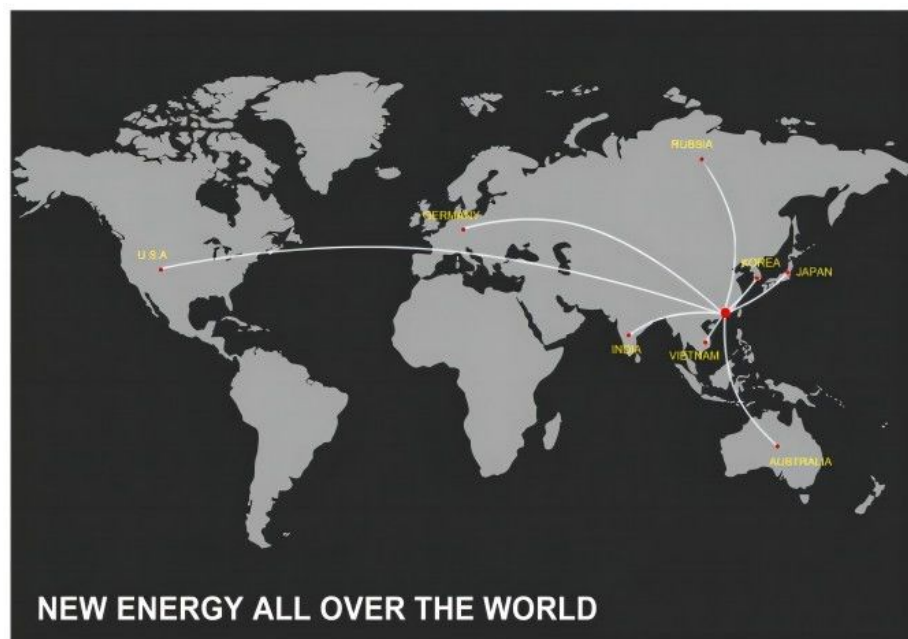 RUSSIA
GERMANY
U.S.A
KOREA
JAPAN
INDIA
VIETNAM
AUSTRALIA
NEW ENERGY ALL OVER THE WORLD